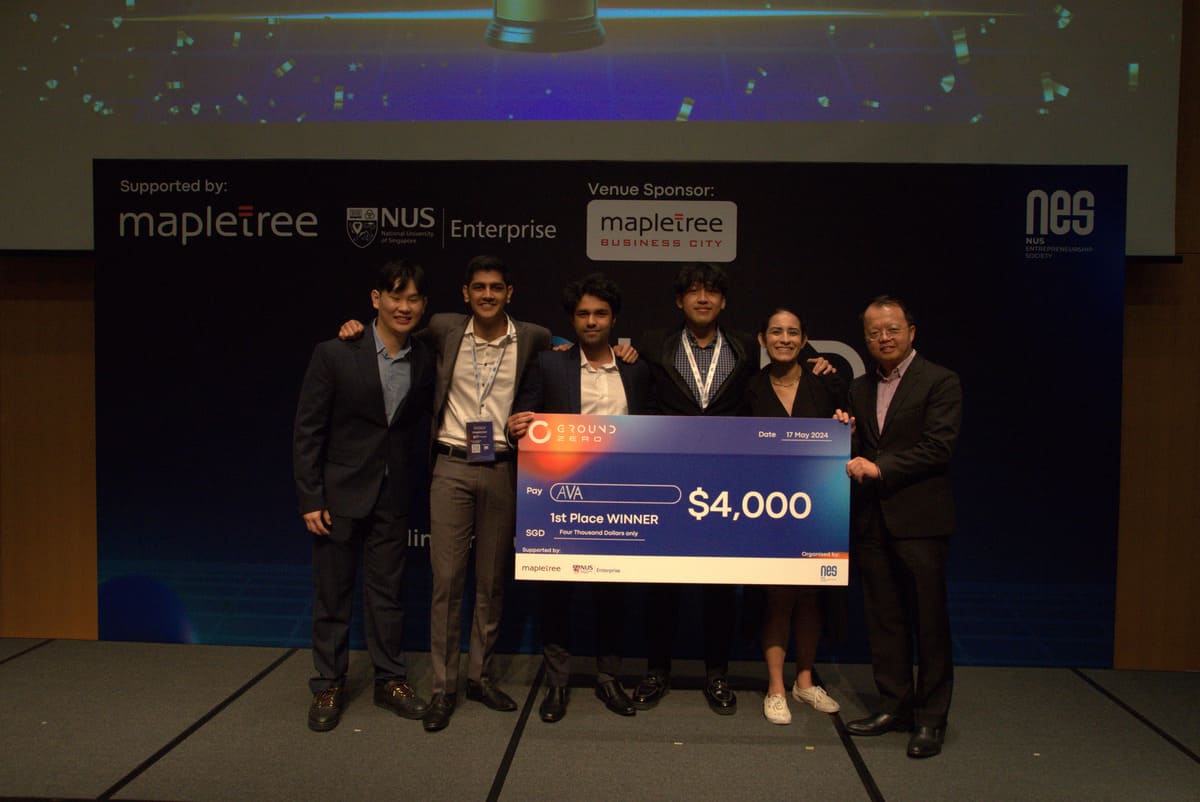 Supported by:
mapletree
NUS
National University
of Singapore
Enterprise
Venue Sponsor:
mapletree
BUSINESS CITY
nes
NUS
ENTREPRENEURSHIP
SOCIETY
GROUND
ZERO
Date 17 May 2024
Pay AVA
$4,000
1st Place WINNER
SGD Four Thousand Dollars only
Supported by:
mapletree
NUS Enterprise
Organised by:
nes